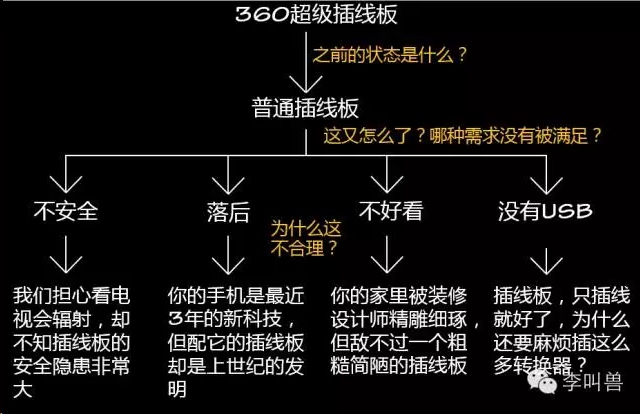 360超级插线板
之前的状态是什么？
普通插线板
这又怎么了？哪种需求没有被满足？
不安全
落后
不好看
没有USB
为什么这
不合理？
我们担心看电
视会辐射，却
不知插线板的
安全隐患非常
大
你的手机是最近
3年的新科技，
但配它的插线板
却是上世纪的发
明
你的家里被装修
设计师精雕细琢，
但敌不过一个粗
糙简陋的插线板
插线板，只插线
就好了，为什么
还要麻烦插这么
多转换器？
李叫兽